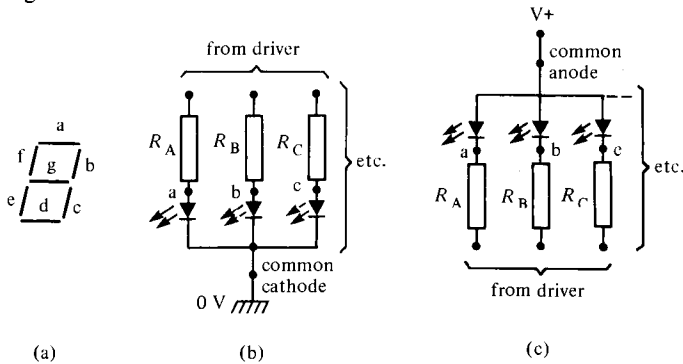 a
f
g
b
e
d
c
(a)
from driver
R_A
R_B
R_C
a
b
c
etc.
common
cathode
0 V
(b)
V+
common
anode
a
b
e
R_A
R_B
R_C
etc.
from driver
(c)